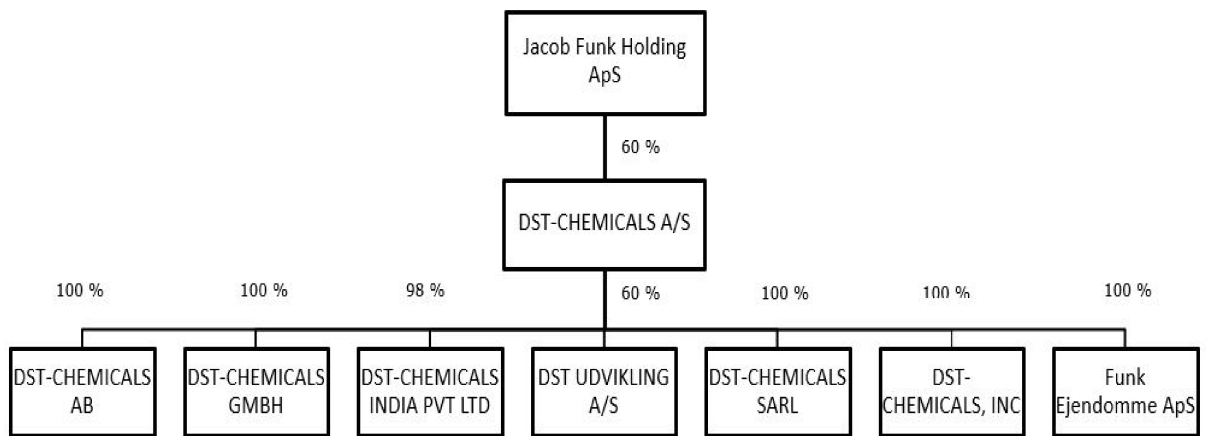 Jacob Funk Holding
ApS
60 %
DST-CHEMICALS A/S
100 %
100 %
98 %
60 %
100 %
100 %
100 %
DST-CHEMICALS
AB
DST-CHEMICALS
GMBH
DST-CHEMICALS
INDIA PVT LTD
DST UDVIKLING
A/S
DST-CHEMICALS
SARL
DST-
CHEMICALS, INC
Funk
Ejendomme ApS